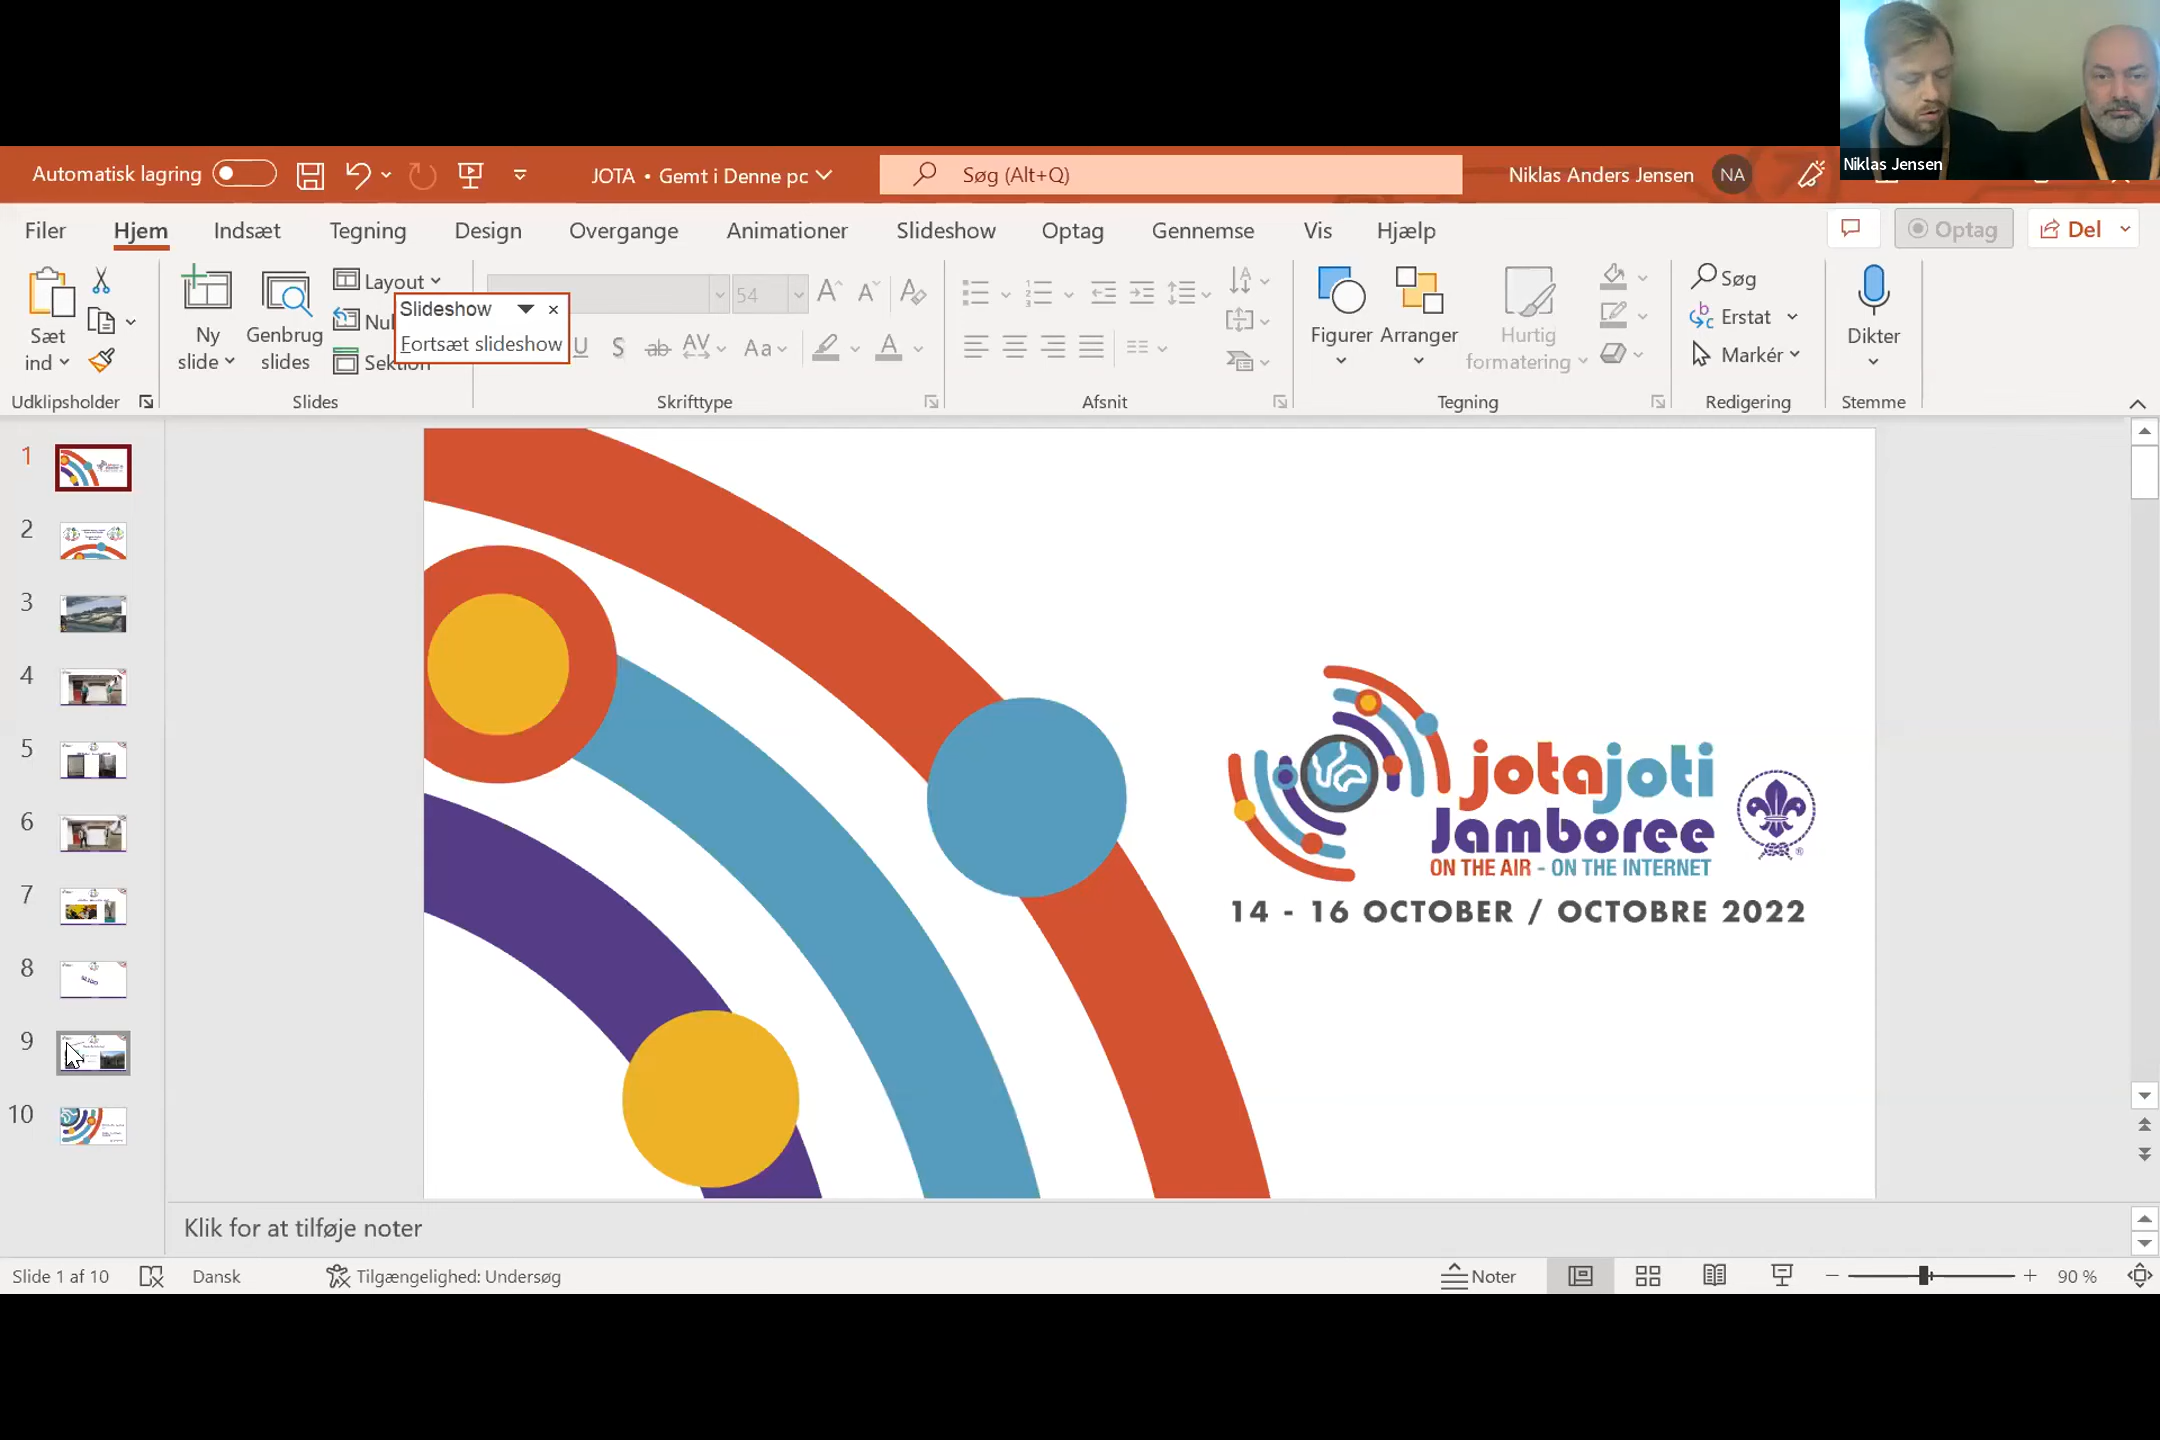 Niklas Jensen
Automatisk lagring
JOTA • Gemt i Denne pc
Søg (Alt+Q)
Niklas Anders Jensen
NA
Filer
Hjem
Indsæt
Tegning
Design
Overgange
Animationer
Slideshow
Optag
Gennemse
Vis
Hjælp
Optag
Del
Sæt
ind
Udklipsholder
Ny
slide
Genbrug
slides
Layout
Slides
Slideshow
Fortsæt slideshow
54
Skrifttype
Afsnit
Figurer
Arranger
Hurtig
formatering
Tegning
Søg
Erstat
Markér
Redigering
Dikter
Stemme
1
2
3
4
5
6
7
8
9
10
jotajoti
Jamboree
ON THE AIR - ON THE INTERNET
14 - 16 OCTOBER / OCTOBRE 2022
Klik for at tilføje noter
Slide 1 af 10
Dansk
Tilgængelighed: Undersøg
Noter
90 %